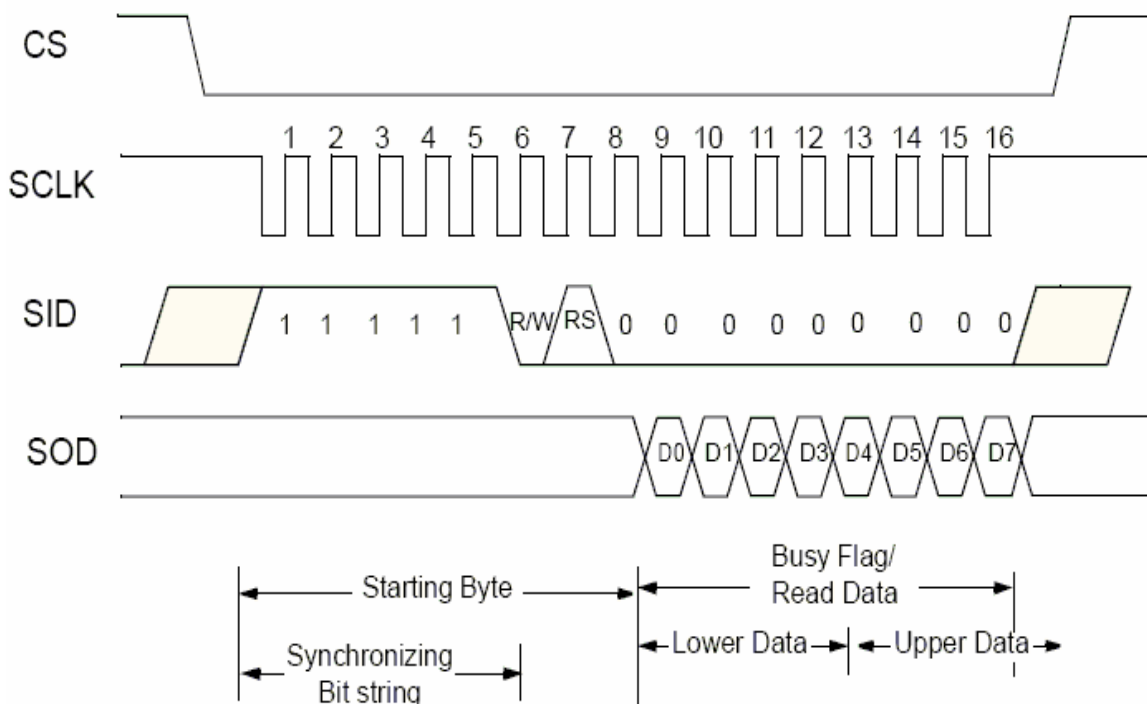 CS
1 2 3 4 5 6 7 8 9 10 11 12 13 14 15 16
SCLK
SID
1 1 1 1 1 R/W RS 0 0 0 0 0 0 0 0 0
SOD
D0 D1 D2 D3 D4 D5 D6 D7
Starting Byte
Busy Flag/
Read Data
Lower Data
Upper Data
Synchronizing
Bit string